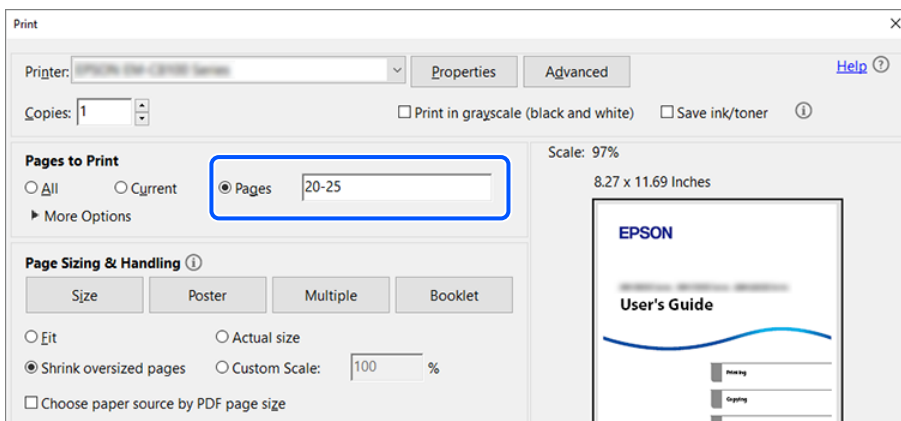 Print
Printer: Properties Advanced Help
Copies: 1 Print in grayscale (black and white) Save ink/toner
Pages to Print
All Current Pages 20-25
More Options
Scale: 97%
8.27 x 11.69 Inches
EPSON
User's Guide
Printing
Copying
Page Sizing & Handling
Size Poster Multiple Booklet
Fit Actual size
Shrink oversized pages Custom Scale: 100 %
Choose paper source by PDF page size